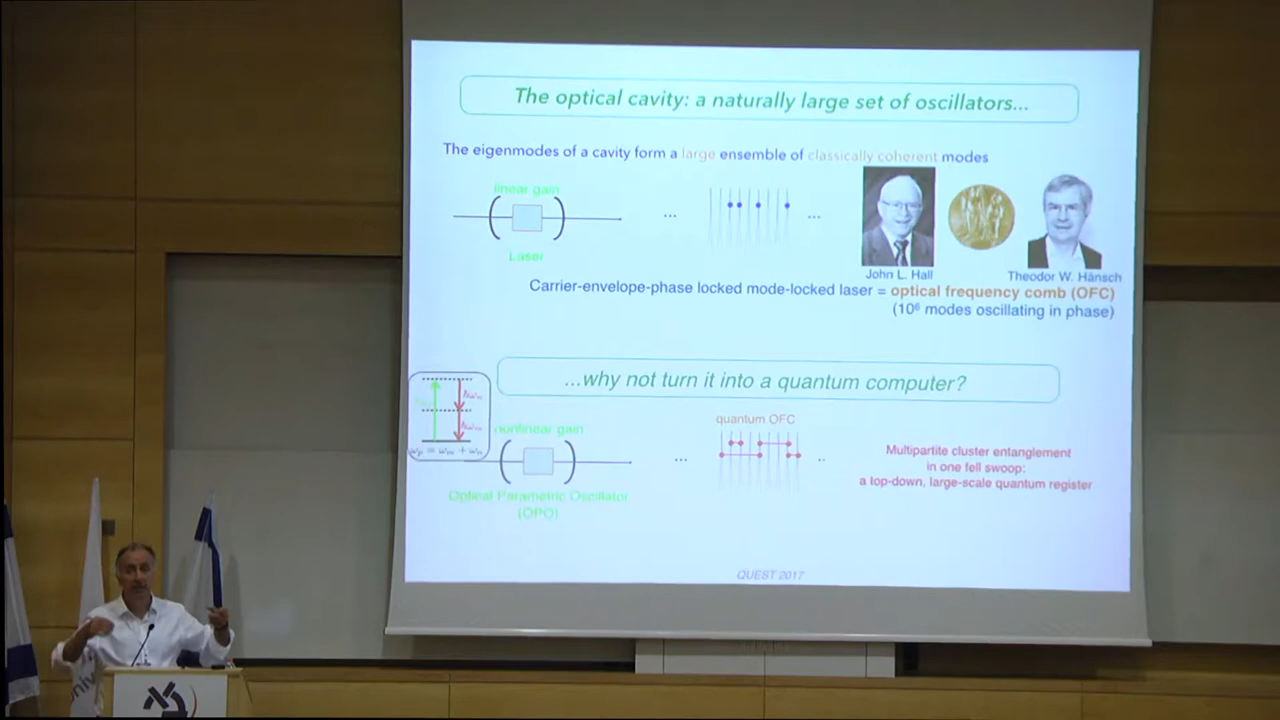 The optical cavity: a naturally large set of oscillators...
The eigenmodes of a cavity form a large ensemble of classically coherent modes
linear gain
...
...
Laser
John L. Hall
Theodor W. Hänsch
Carrier-envelope-phase locked mode-locked laser = optical frequency comb (OFC)
(10⁶ modes oscillating in phase)
...why not turn it into a quantum computer?
quantum OFC
nonlinear gain
ωp = ωm + ωn
...
..
Multipartite cluster entanglement
in one fell swoop:
a top-down, large-scale quantum register
Optical Parametric Oscillator
(OPO)
QUEST 2017